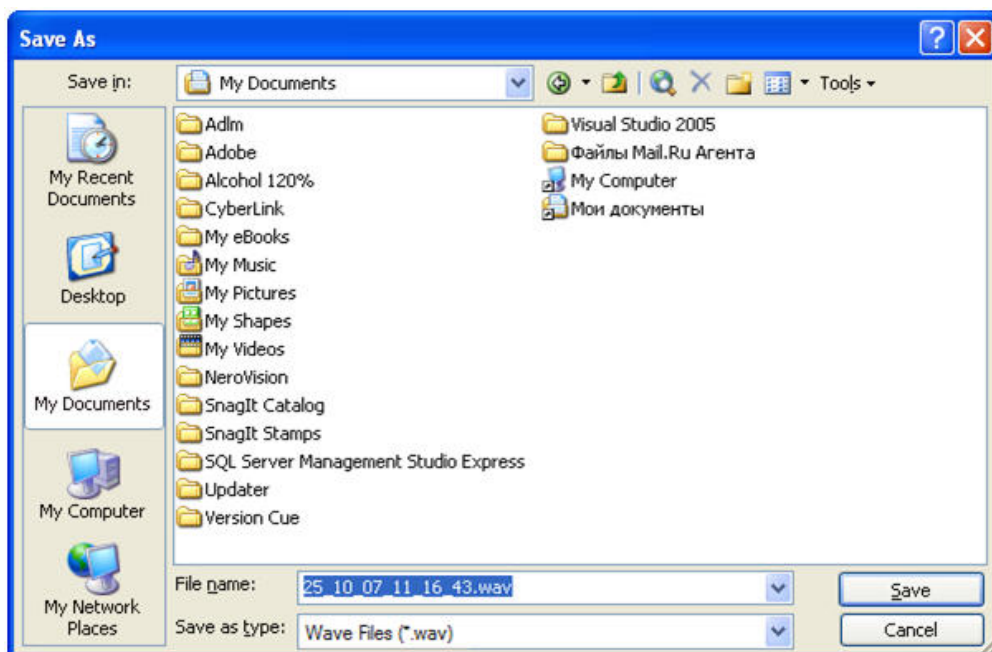 Save As
Save in:
My Documents
Tools
My Recent
Documents
Desktop
My Documents
My Computer
My Network
Places
Adlm
Adobe
Alcohol 120%
CyberLink
My eBooks
My Music
My Pictures
My Shapes
My Videos
NeroVision
SnagIt Catalog
SnagIt Stamps
SQL Server Management Studio Express
Updater
Version Cue
Visual Studio 2005
Файлы Mail.Ru Агента
My Computer
Мои документы
File name:
25_10_07_11_16_43.wav
Save
Save as type:
Wave Files (*.wav)
Cancel